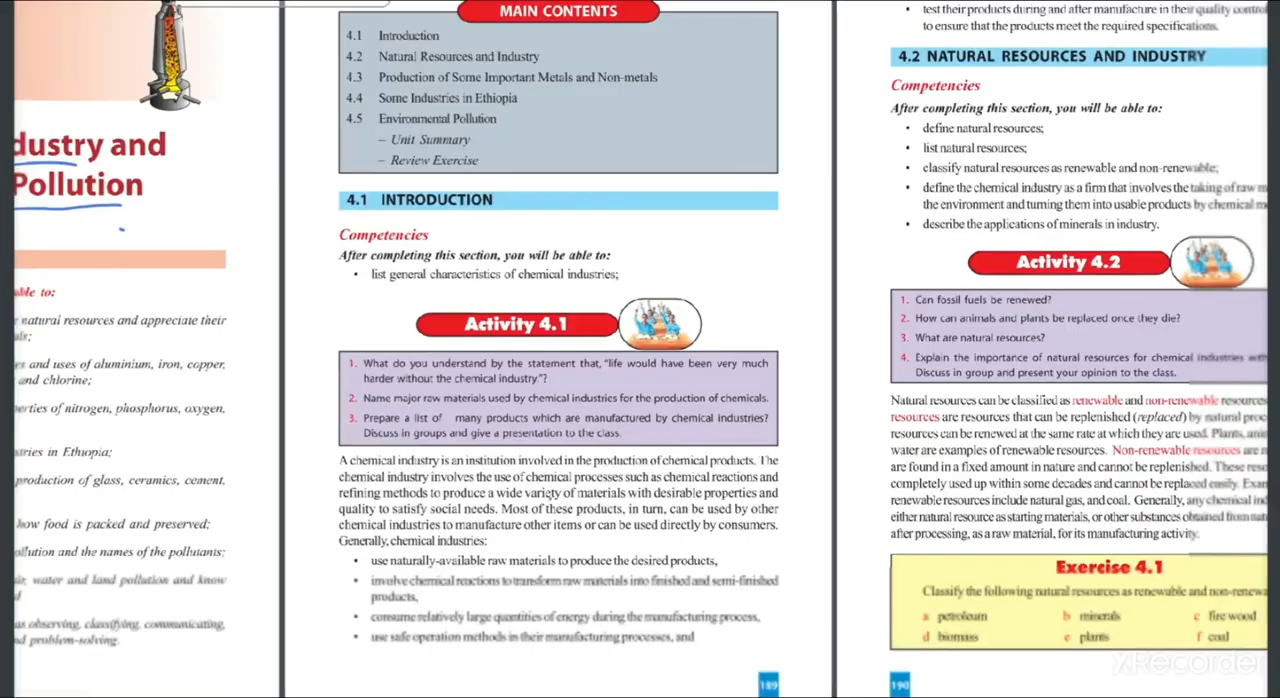 dustry and
Pollution
able to:
natural resources and appreciate their
als;
es and uses of aluminium, iron, copper,
and chlorine;
perties of nitrogen, phosphorus, oxygen,
stries in Ethiopia;
production of glass, ceramics, cement,
how food is packed and preserved;
ollution and the names of the pollutants;
air, water and land pollution and know
as observing, classifying, communicating,
nd problem-solving.
MAIN CONTENTS
4.1 Introduction
4.2 Natural Resources and Industry
4.3 Production of Some Important Metals and Non-metals
4.4 Some Industries in Ethiopia
4.5 Environmental Pollution
– Unit Summary
– Review Exercise
4.1 INTRODUCTION
Competencies
After completing this section, you will be able to:
• list general characteristics of chemical industries;
Activity 4.1
1. What do you understand by the statement that, "life would have been very much
harder without the chemical industry."?
2. Name major raw materials used by chemical industries for the production of chemicals.
3. Prepare a list of many products which are manufactured by chemical industries?
Discuss in groups and give a presentation to the class.
A chemical industry is an institution involved in the production of chemical products. The
chemical industry involves the use of chemical processes such as chemical reactions and
refining methods to produce a wide variety of materials with desirable properties and
quality to satisfy social needs. Most of these products, in turn, can be used by other
chemical industries to manufacture other items or can be used directly by consumers.
Generally, chemical industries:
• use naturally-available raw materials to produce the desired products,
• involve chemical reactions to transform raw materials into finished and semi-finished
products,
• consume relatively large quantities of energy during the manufacturing process,
• use safe operation methods in their manufacturing processes, and
189
• test their products during and after manufacture in their quality control
to ensure that the products meet the required specifications.
4.2 NATURAL RESOURCES AND INDUSTRY
Competencies
After completing this section, you will be able to:
• define natural resources;
• list natural resources;
• classify natural resources as renewable and non-renewable;
• define the chemical industry as a firm that involves the taking of raw m
the environment and turning them into usable products by chemical m
• describe the applications of minerals in industry.
Activity 4.2
1. Can fossil fuels be renewed?
2. How can animals and plants be replaced once they die?
3. What are natural resources?
4. Explain the importance of natural resources for chemical industries with
Discuss in group and present your opinion to the class.
Natural resources can be classified as renewable and non-renewable resources
resources are resources that can be replenished (replaced) by natural proc
resources can be renewed at the same rate at which they are used. Plants, anim
water are examples of renewable resources. Non-renewable resources are n
are found in a fixed amount in nature and cannot be replenished. These reso
completely used up within some decades and cannot be replaced easily. Exam
renewable resources include natural gas, and coal. Generally, any chemical ind
either natural resource as starting materials, or other substances obtained from nat
after processing, as a raw material, for its manufacturing activity.
Exercise 4.1
Classify the following natural resources as renewable and non-renewa
a petroleum b minerals c fire wood
d biomass e plants f coal
190
XRecorder